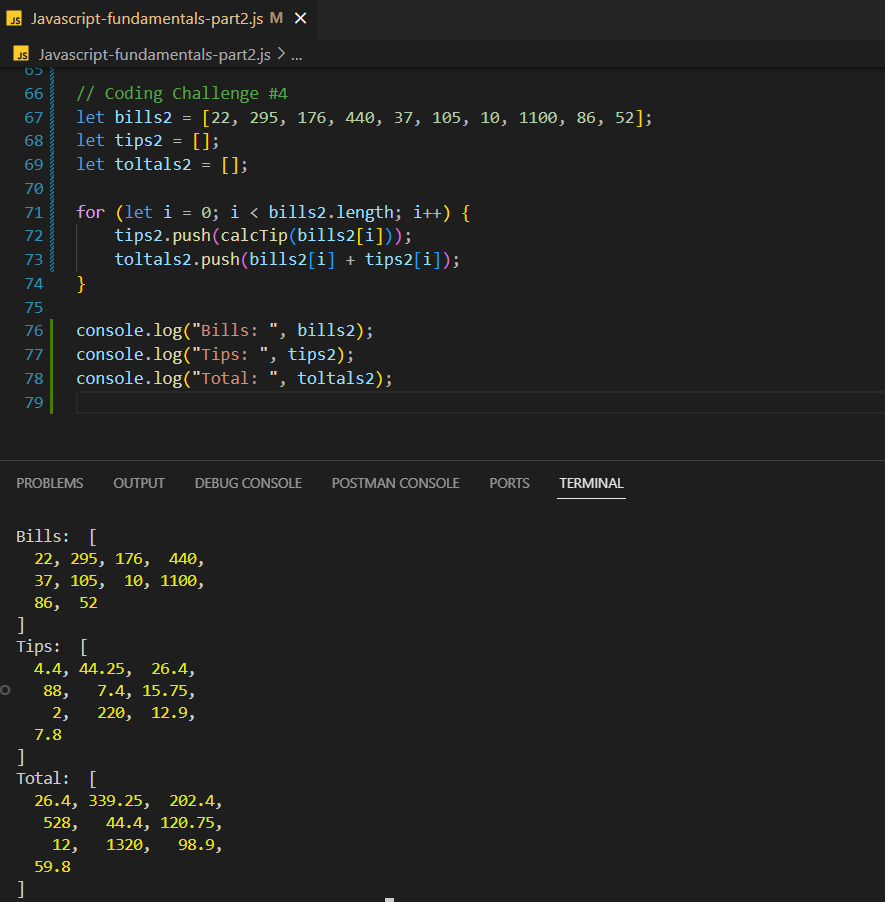 JS Javascript-fundamentals-part2.js M ×
JS Javascript-fundamentals-part2.js > ...
65
66 // Coding Challenge #4
67 let bills2 = [22, 295, 176, 440, 37, 105, 10, 1100, 86, 52];
68 let tips2 = [];
69 let toltals2 = [];
70
71 for (let i = 0; i < bills2.length; i++) {
72     tips2.push(calcTip(bills2[i]));
73     toltals2.push(bills2[i] + tips2[i]);
74 }
75
76 console.log("Bills: ", bills2);
77 console.log("Tips: ", tips2);
78 console.log("Total: ", toltals2);
79
PROBLEMS OUTPUT DEBUG CONSOLE POSTMAN CONSOLE PORTS TERMINAL
Bills:  [
  22, 295, 176,  440,
  37, 105,  10, 1100,
  86,  52
]
Tips:  [
  4.4, 44.25,  26.4,
   88,   7.4, 15.75,
    2,   220,  12.9,
  7.8
]
Total:  [
  26.4, 339.25,  202.4,
   528,   44.4, 120.75,
    12,   1320,   98.9,
  59.8
]